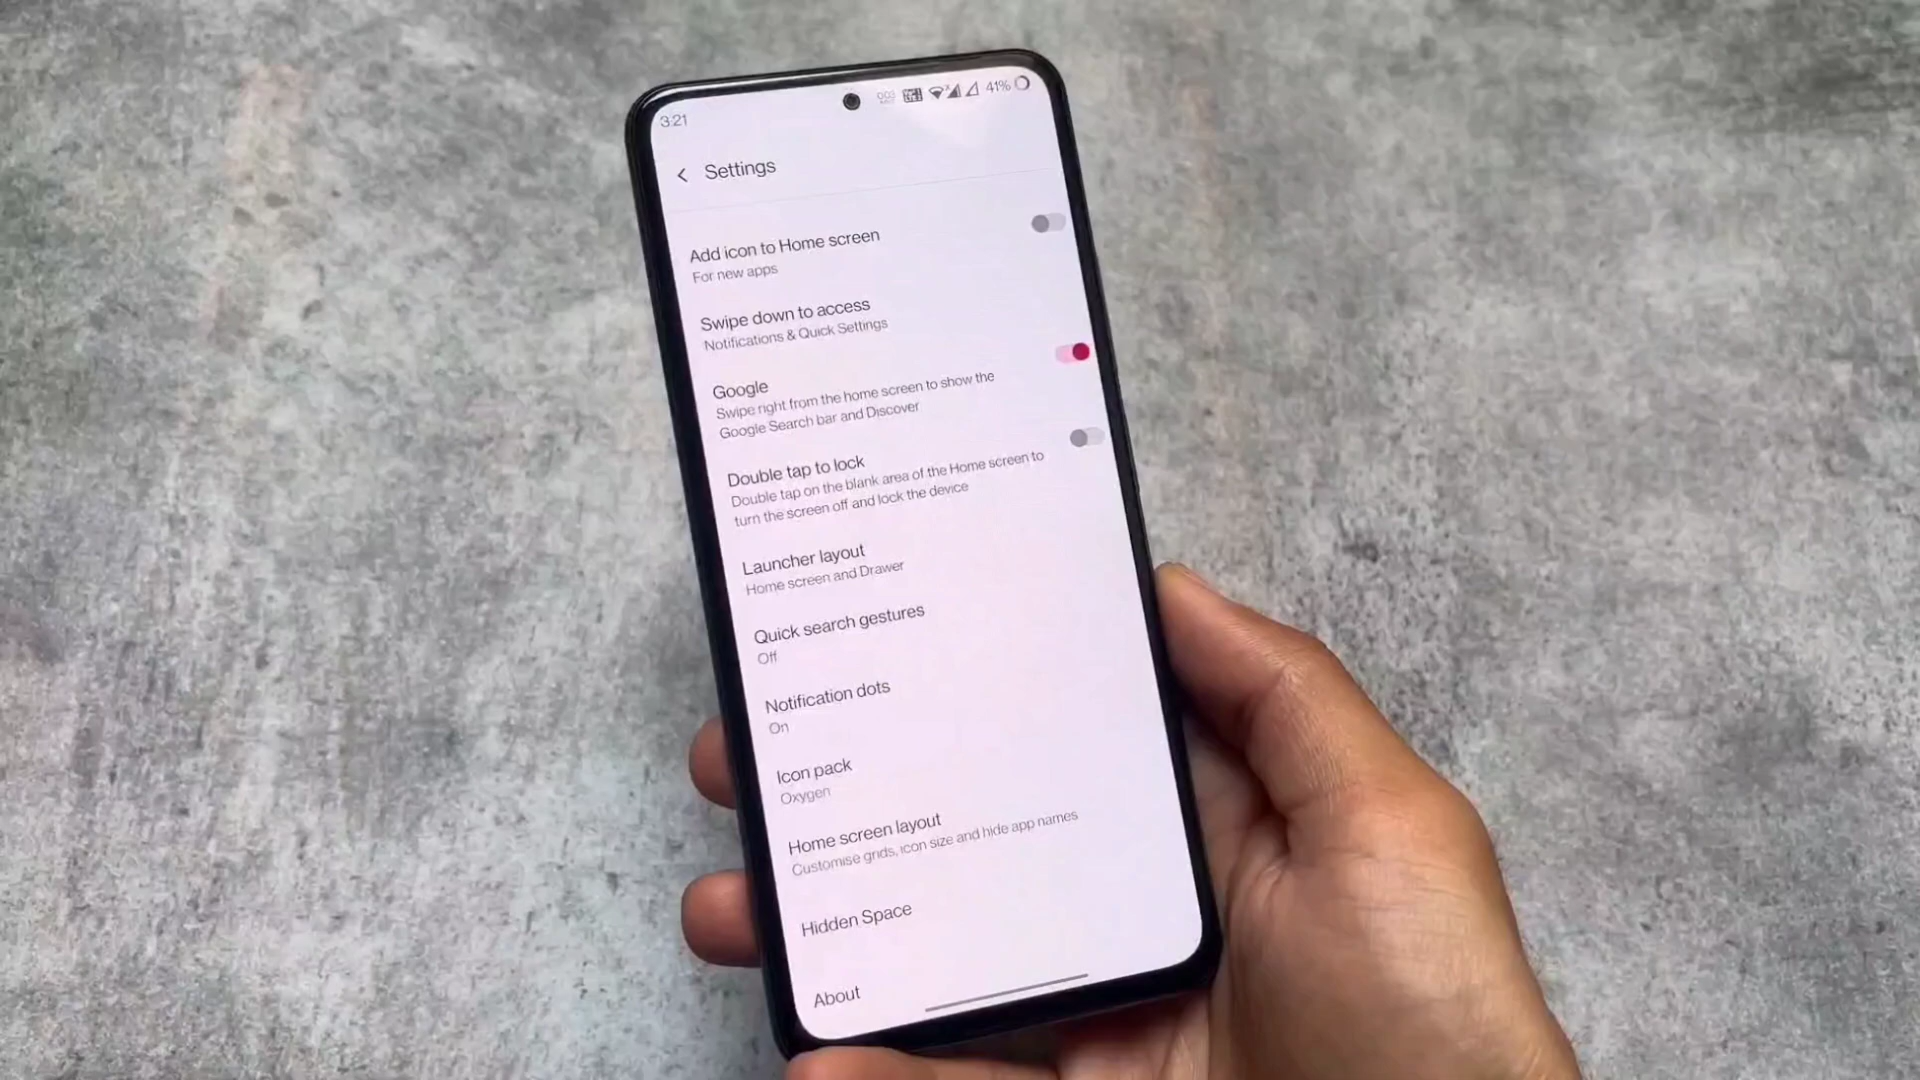 3:21
41%
Settings
Add icon to Home screen
For new apps
Swipe down to access
Notifications & Quick Settings
Google
Swipe right from the home screen to show the
Google Search bar and Discover
Double tap to lock
Double tap on the blank area of the Home screen to
turn the screen off and lock the device
Launcher layout
Home screen and Drawer
Quick search gestures
Off
Notification dots
On
Icon pack
Oxygen
Home screen layout
Customise grids, icon size and hide app names
Hidden Space
About